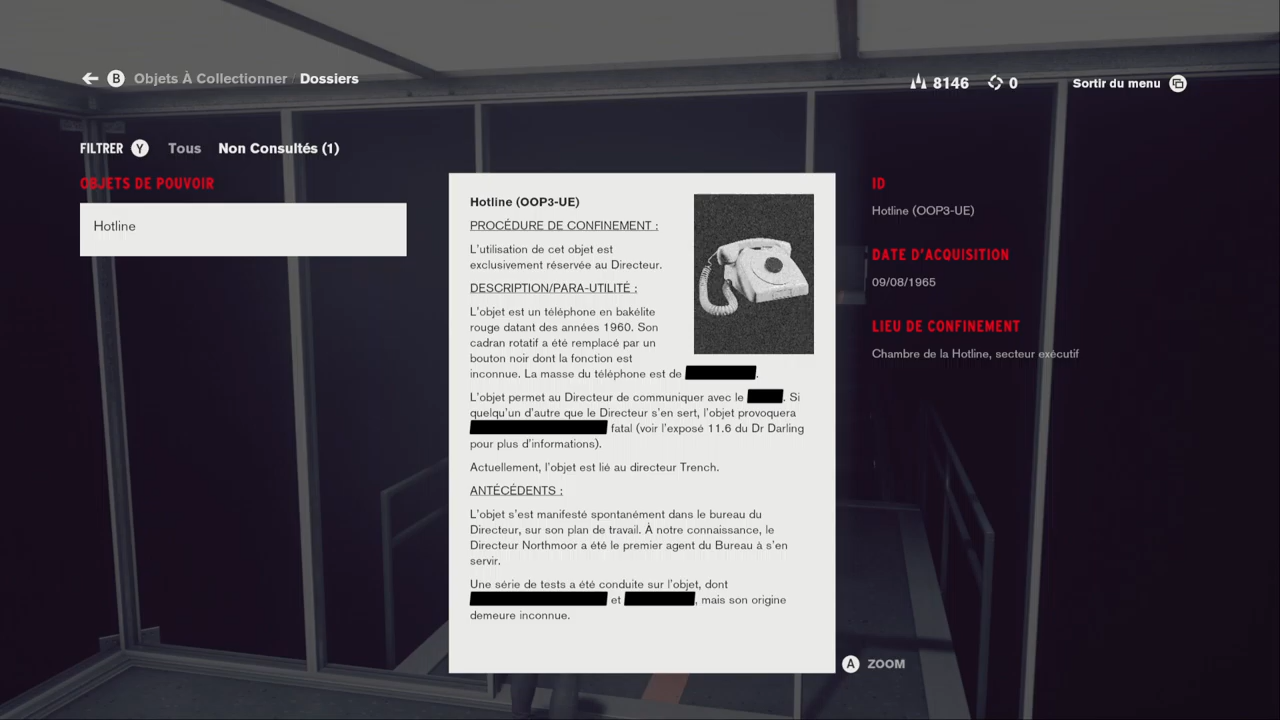 B Objets À Collectionner / Dossiers
8146 0 Sortir du menu
FILTRER Y Tous Non Consultés (1)
OBJETS DE POUVOIR
Hotline
Hotline (OOP3-UE)
PROCÉDURE DE CONFINEMENT :
L'utilisation de cet objet est
exclusivement réservée au Directeur.
DESCRIPTION/PARA-UTILITÉ :
L'objet est un téléphone en bakélite
rouge datant des années 1960. Son
cadran rotatif a été remplacé par un
bouton noir dont la fonction est
inconnue. La masse du téléphone est de .
L'objet permet au Directeur de communiquer avec le . Si
quelqu'un d'autre que le Directeur s'en sert, l'objet provoquera
fatal (voir l'exposé 11.6 du Dr Darling
pour plus d'informations).
Actuellement, l'objet est lié au directeur Trench.
ANTÉCÉDENTS :
L'objet s'est manifesté spontanément dans le bureau du
Directeur, sur son plan de travail. À notre connaissance, le
Directeur Northmoor a été le premier agent du Bureau à s'en
servir.
Une série de tests a été conduite sur l'objet, dont
et , mais son origine
demeure inconnue.
ID
Hotline (OOP3-UE)
DATE D'ACQUISITION
09/08/1965
LIEU DE CONFINEMENT
Chambre de la Hotline, secteur exécutif
A ZOOM